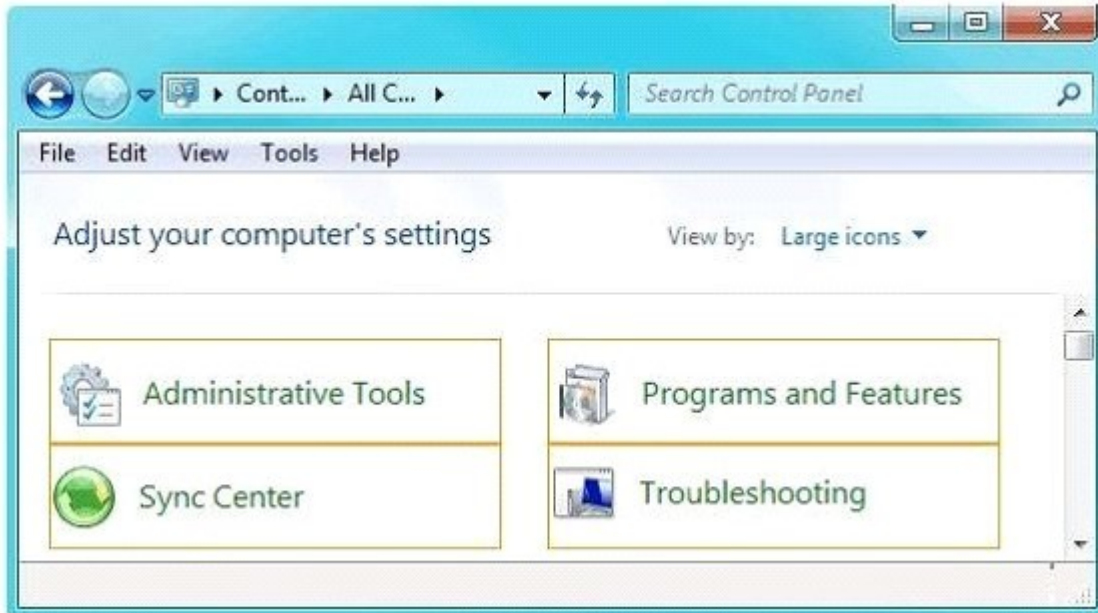 Cont... All C...
Search Control Panel
File Edit View Tools Help
Adjust your computer's settings
View by: Large icons
Administrative Tools
Programs and Features
Sync Center
Troubleshooting